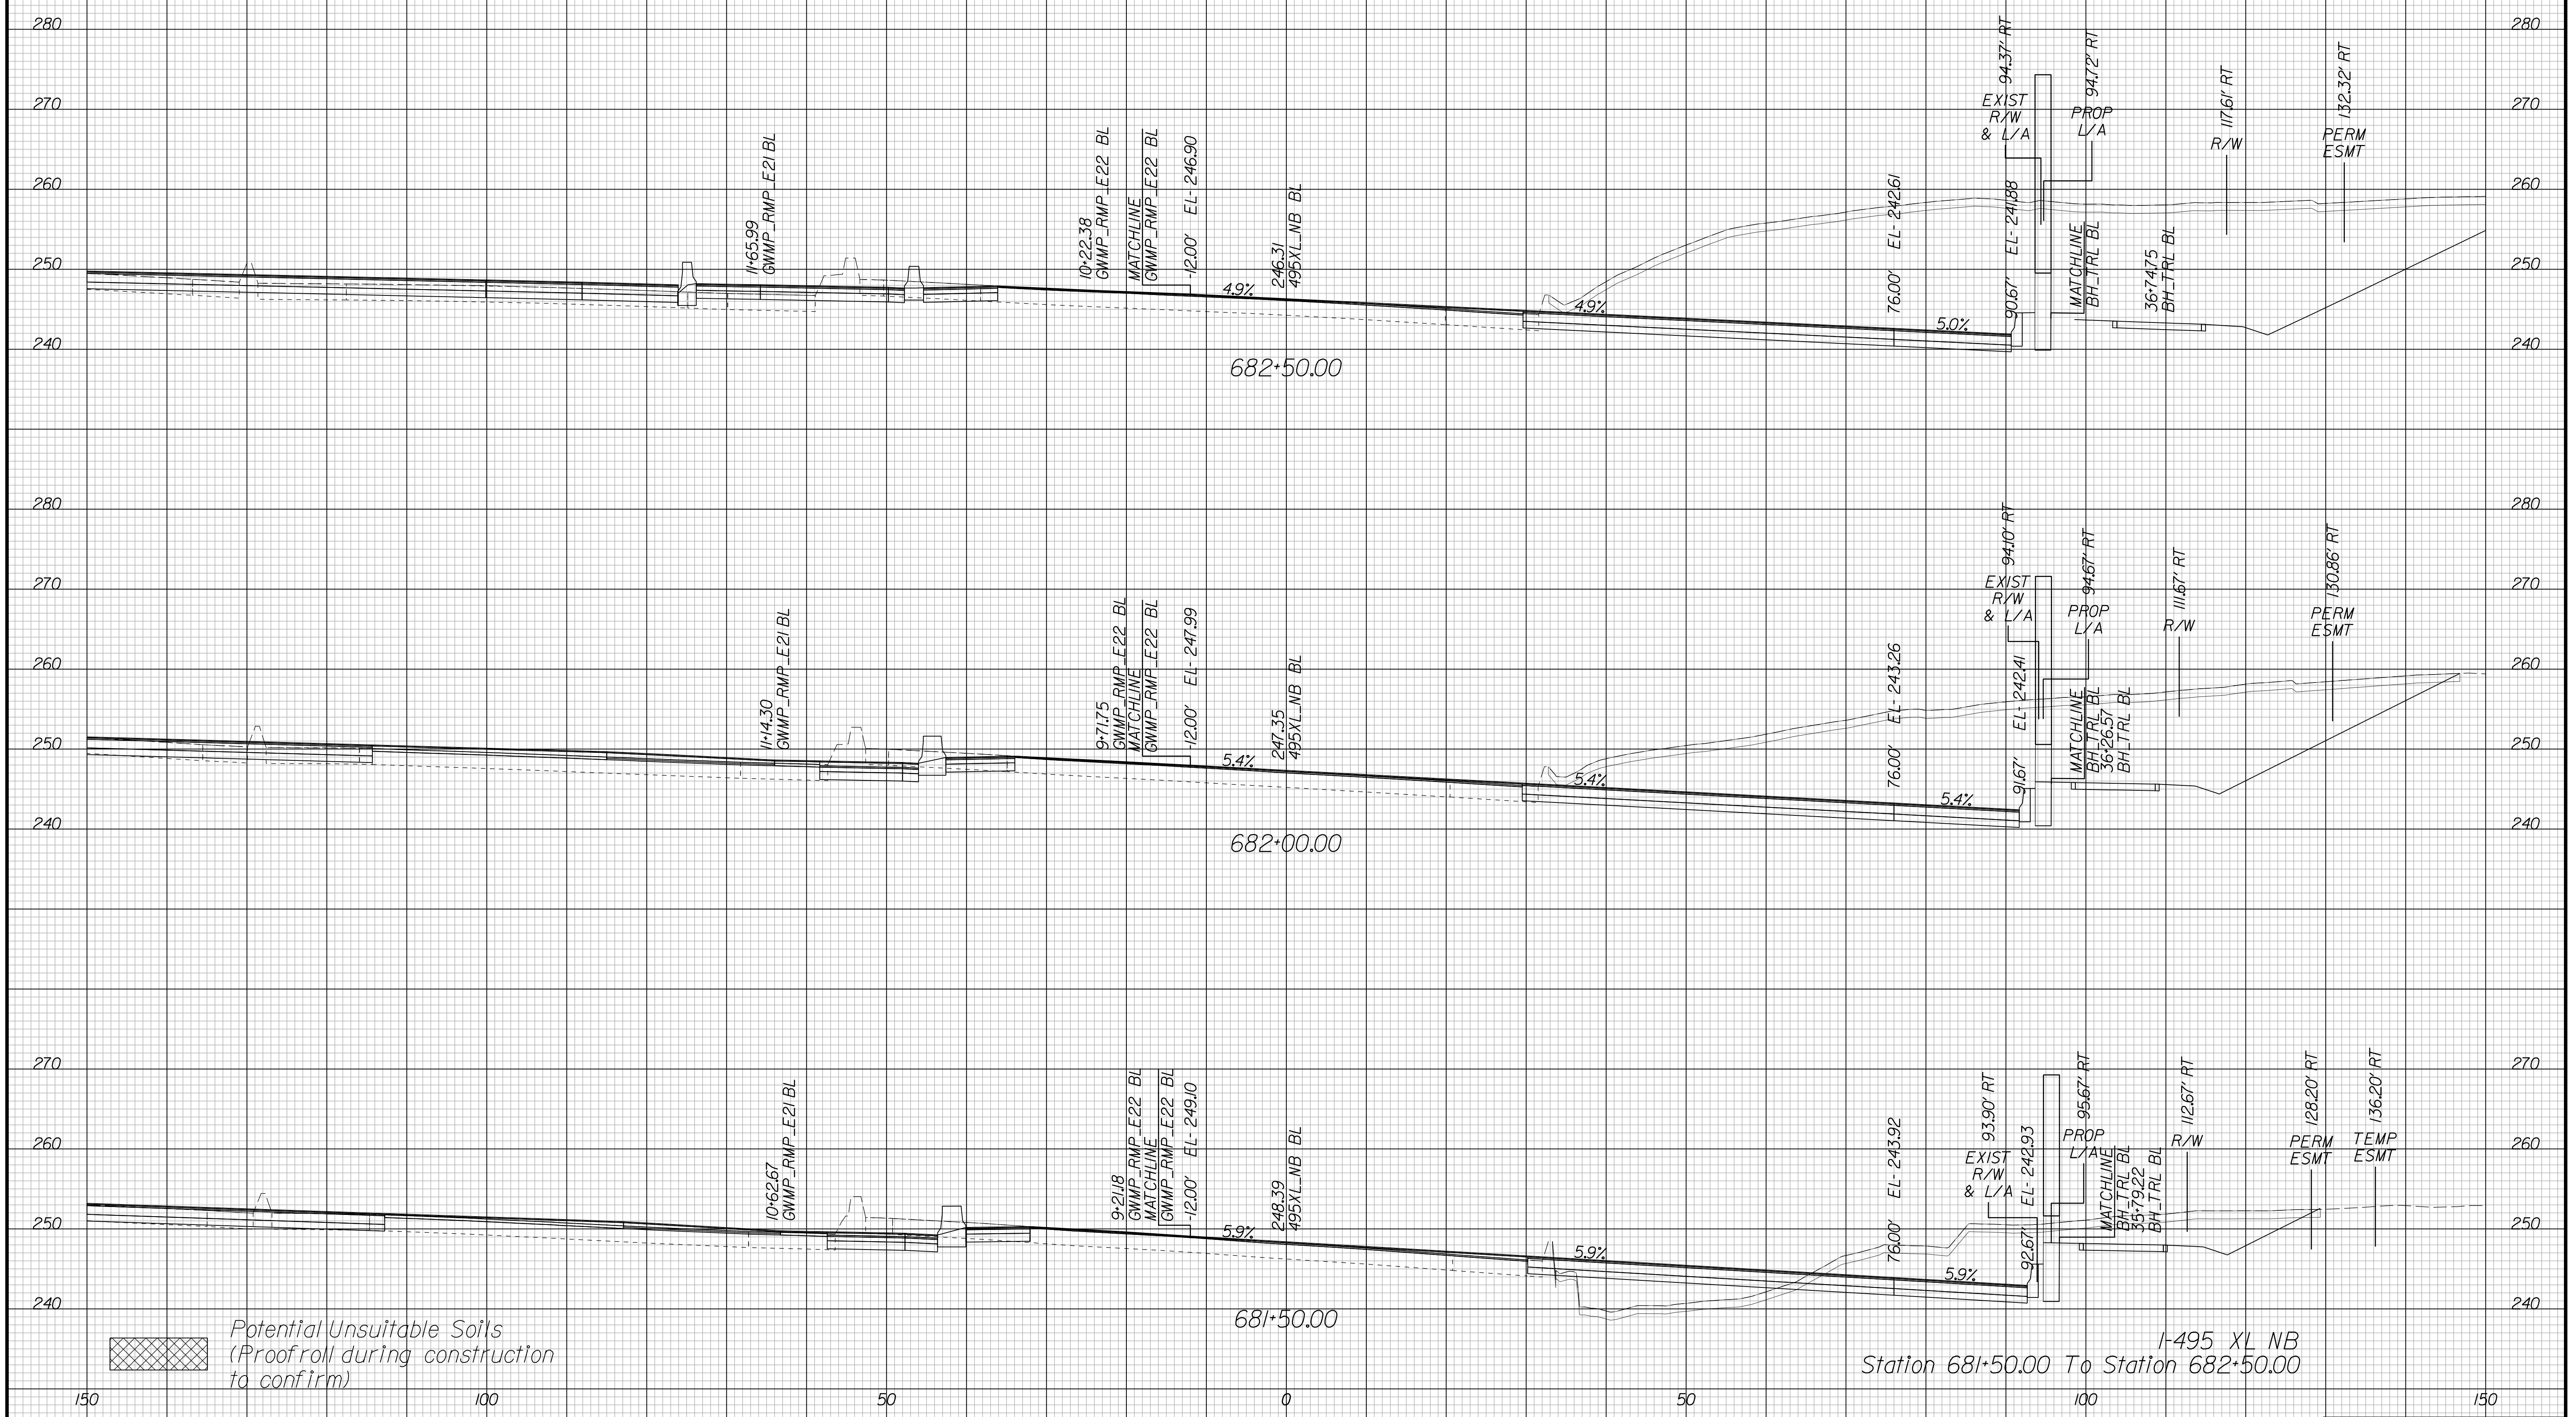 280
280
270
270
260
260
250
250
240
240
11+65.99
GWMP_RMP_E21 BL
10+22.38
GWMP_RMP_E22 BL
MATCHLINE
GWMP_RMP_E22 BL
-12.00' EL- 246.90
246.31
495XL_NB BL
4.9%
4.9%
5.0%
76.00' EL- 242.61
90.67' EL- 241.88
94.37' RT
EXIST
R/W
& L/A
94.72' RT
PROP
L/A
MATCHLINE
BH_TRL BL
36+74.75
BH_TRL BL
117.61' RT
R/W
132.32' RT
PERM
ESMT
682+50.00
280
280
270
270
260
260
250
250
240
240
11+14.30
GWMP_RMP_E21 BL
9+71.75
GWMP_RMP_E22 BL
MATCHLINE
GWMP_RMP_E22 BL
-12.00' EL- 247.99
247.35
495XL_NB BL
5.4%
5.4%
5.4%
76.00' EL- 243.26
91.67' EL- 242.41
94.10' RT
EXIST
R/W
& L/A
94.67' RT
PROP
L/A
MATCHLINE
BH_TRL BL
36+26.57
BH_TRL BL
111.67' RT
R/W
130.86' RT
PERM
ESMT
682+00.00
270
270
260
260
250
250
240
240
10+62.67
GWMP_RMP_E21 BL
9+21.18
GWMP_RMP_E22 BL
MATCHLINE
GWMP_RMP_E22 BL
-12.00' EL- 249.10
248.39
495XL_NB BL
5.9%
5.9%
5.9%
76.00' EL- 243.92
92.67' EL- 242.93
93.90' RT
EXIST
R/W
& L/A
95.67' RT
PROP
L/A
MATCHLINE
BH_TRL BL
35+79.22
BH_TRL BL
112.67' RT
R/W
128.20' RT
PERM
ESMT
136.20' RT
TEMP
ESMT
681+50.00
Potential Unsuitable Soils
(Proofroll during construction
to confirm)
I-495 XL NB
Station 681+50.00 To Station 682+50.00
150
100
50
0
50
100
150